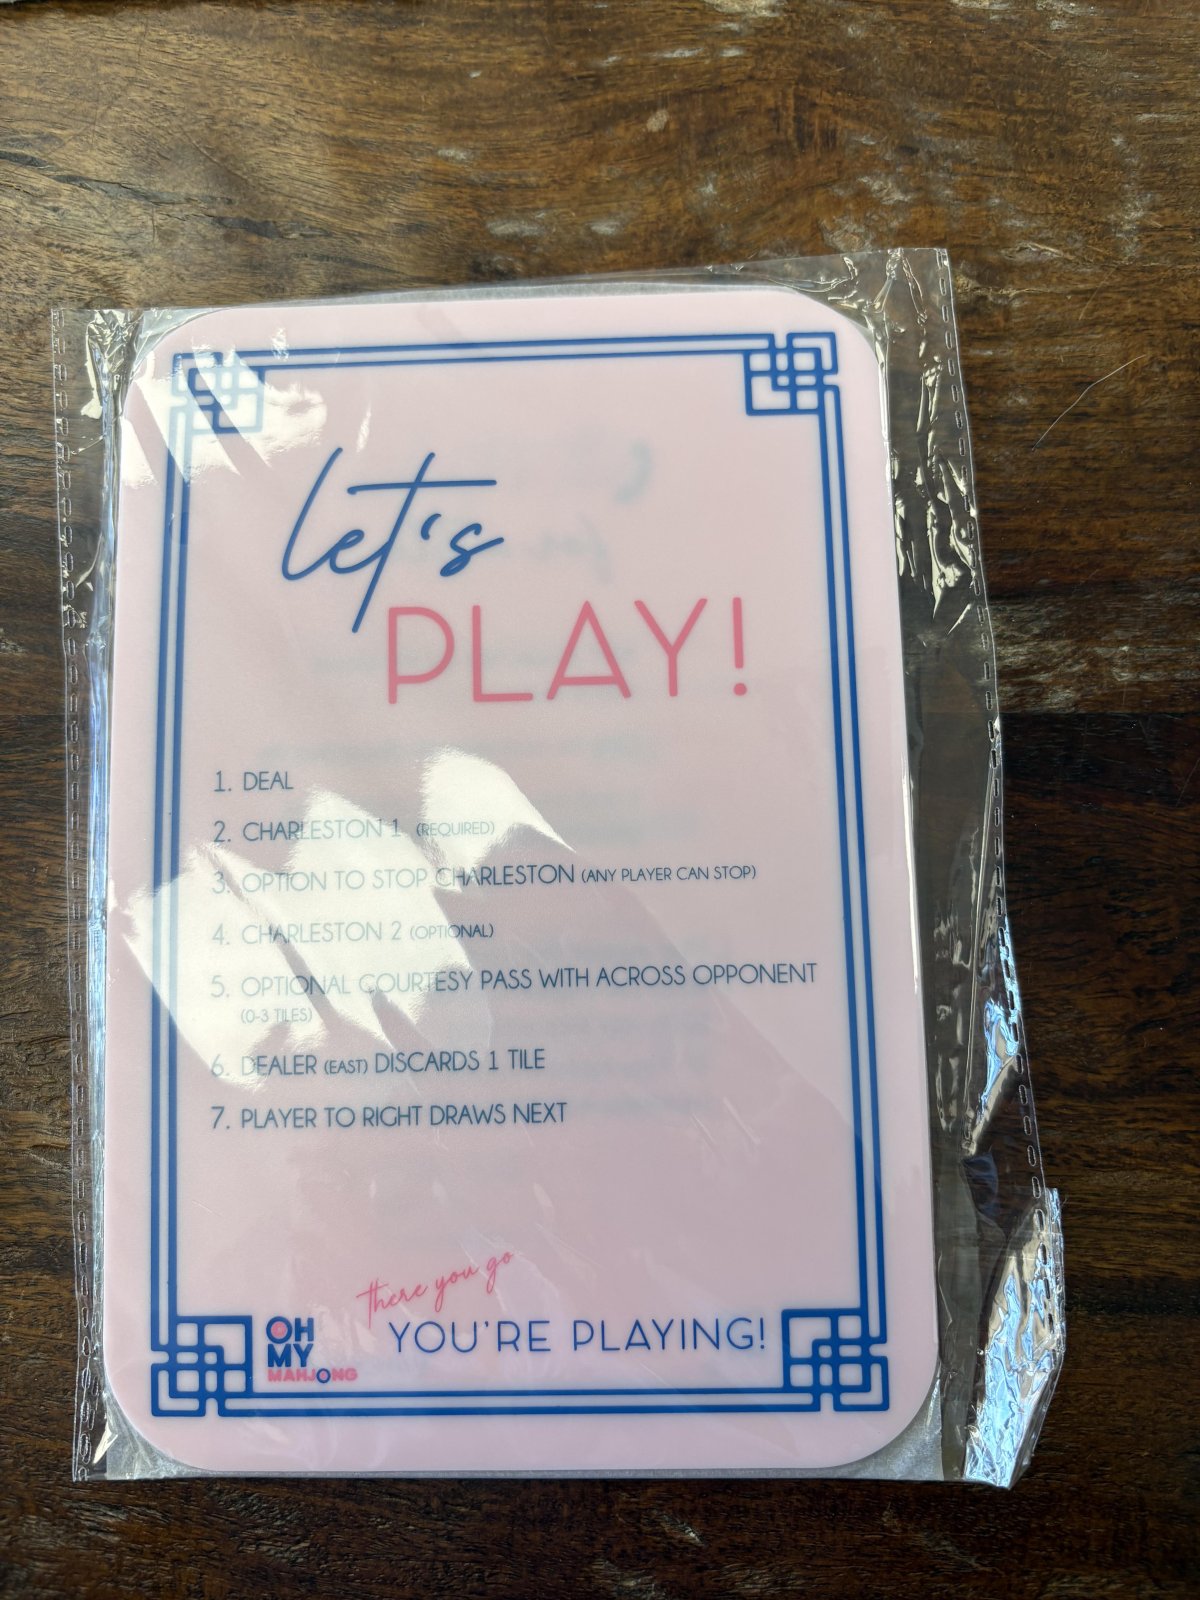 let's
PLAY!
1. DEAL
2. CHARLESTON 1 (REQUIRED)
3. OPTION TO STOP CHARLESTON (ANY PLAYER CAN STOP)
4. CHARLESTON 2 (OPTIONAL)
5. OPTIONAL COURTESY PASS WITH ACROSS OPPONENT
(0-3 TILES)
6. DEALER (EAST) DISCARDS 1 TILE
7. PLAYER TO RIGHT DRAWS NEXT
there you go
YOU'RE PLAYING!
OH
MY
MAHJONG